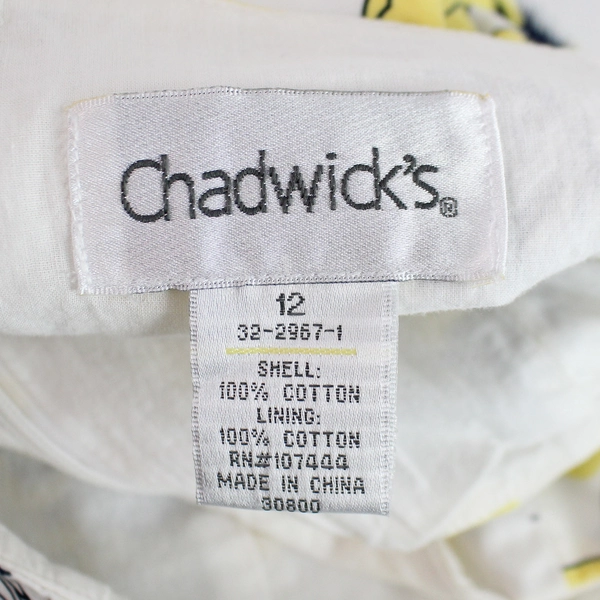 Chadwick's®
12
32-2967-1
SHELL:
100% COTTON
LINING:
100% COTTON
RN#107444
MADE IN CHINA
30800